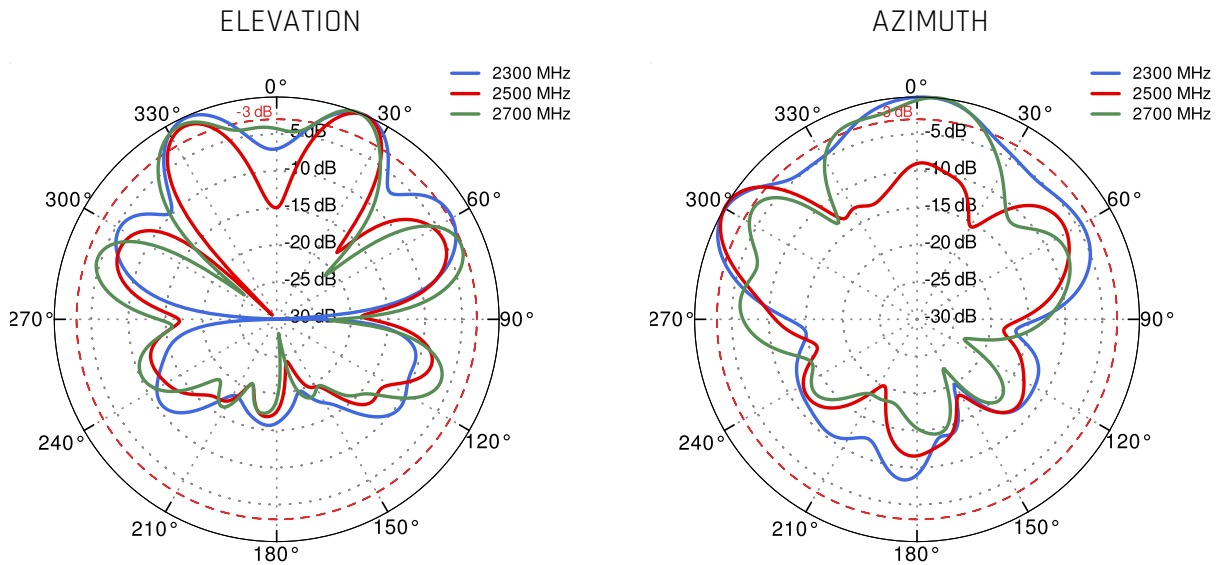 ELEVATION
2300 MHz
2500 MHz
2700 MHz
0°
30°
60°
90°
120°
150°
180°
210°
240°
270°
300°
330°
-3 dB
-5 dB
-10 dB
-15 dB
-20 dB
-25 dB
-30 dB
AZIMUTH
2300 MHz
2500 MHz
2700 MHz
0°
30°
60°
90°
120°
150°
180°
210°
240°
270°
300°
330°
-3 dB
-5 dB
-10 dB
-15 dB
-20 dB
-25 dB
-30 dB